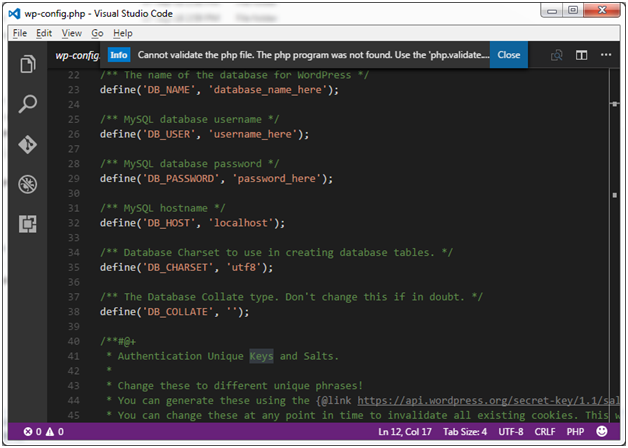 wp-config.php - Visual Studio Code
File Edit View Go Help
wp-config. Info Cannot validate the php file. The php program was not found. Use the 'php.validate.... Close
22 /** The name of the database for WordPress */
23 define('DB_NAME', 'database_name_here');
24
25 /** MySQL database username */
26 define('DB_USER', 'username_here');
27
28 /** MySQL database password */
29 define('DB_PASSWORD', 'password_here');
30
31 /** MySQL hostname */
32 define('DB_HOST', 'localhost');
33
34 /** Database Charset to use in creating database tables. */
35 define('DB_CHARSET', 'utf8');
36
37 /** The Database Collate type. Don't change this if in doubt. */
38 define('DB_COLLATE', '');
39
40 /**#@+
41 * Authentication Unique Keys and Salts.
42 *
43 * Change these to different unique phrases!
44 * You can generate these using the {@link https://api.wordpress.org/secret-key/1.1/sal
45 * You can change these at any point in time to invalidate all existing cookies. This w
0 0 Ln 12, Col 17 Tab Size: 4 UTF-8 CRLF PHP